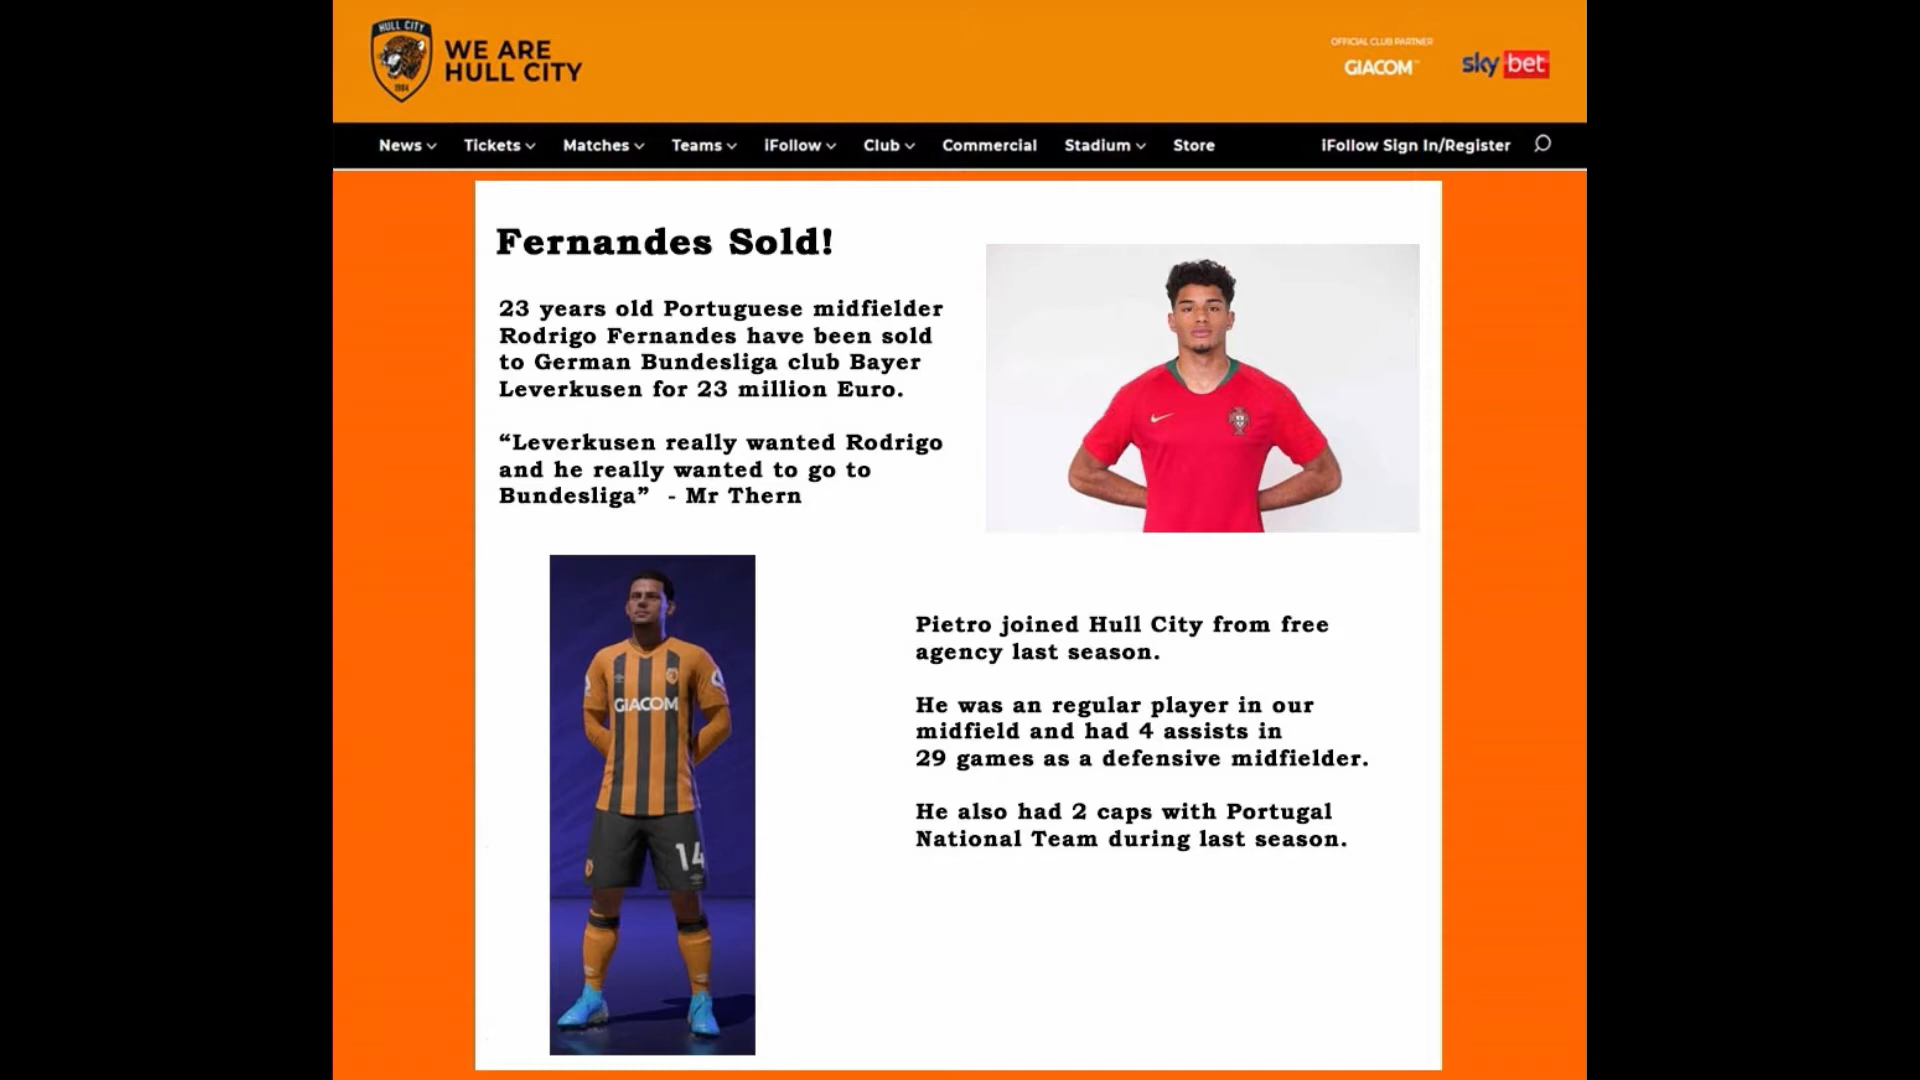 HULL CITY
1904
WE ARE
HULL CITY
OFFICIAL CLUB PARTNER
GIACOM™
sky bet
News
Tickets
Matches
Teams
iFollow
Club
Commercial
Stadium
Store
iFollow Sign In/Register
Fernandes Sold!
23 years old Portuguese midfielder
Rodrigo Fernandes have been sold
to German Bundesliga club Bayer
Leverkusen for 23 million Euro.
“Leverkusen really wanted Rodrigo
and he really wanted to go to
Bundesliga” - Mr Thern
GIACOM
14
Pietro joined Hull City from free
agency last season.
He was an regular player in our
midfield and had 4 assists in
29 games as a defensive midfielder.
He also had 2 caps with Portugal
National Team during last season.